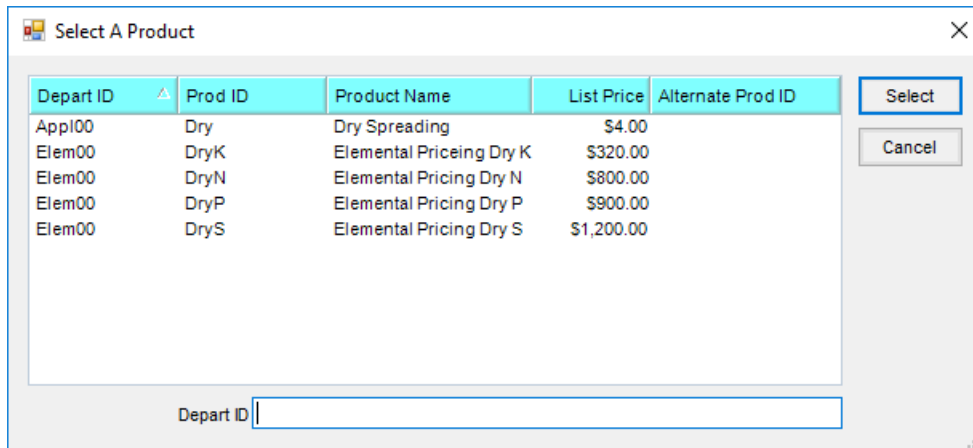 Select A Product
Depart ID Prod ID Product Name List Price Alternate Prod ID
Appl00 Dry Dry Spreading $4.00
Elem00 DryK Elemental Priceing Dry K $320.00
Elem00 DryN Elemental Pricing Dry N $800.00
Elem00 DryP Elemental Pricing Dry P $900.00
Elem00 DryS Elemental Pricing Dry S $1,200.00
Select
Cancel
Depart ID